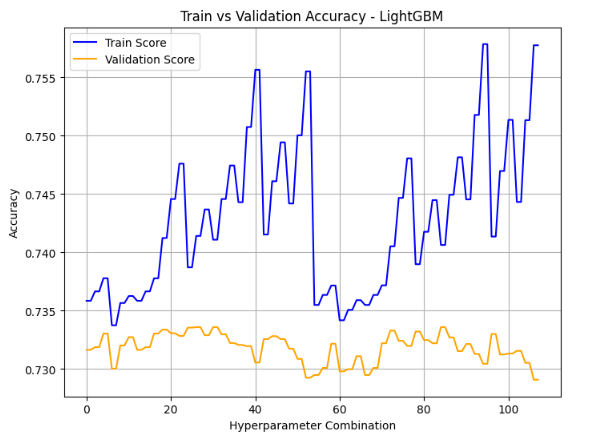 Train vs Validation Accuracy - LightGBM
Train Score
Validation Score
0.755
0.750
0.745
0.740
0.735
0.730
Accuracy
0 20 40 60 80 100
Hyperparameter Combination